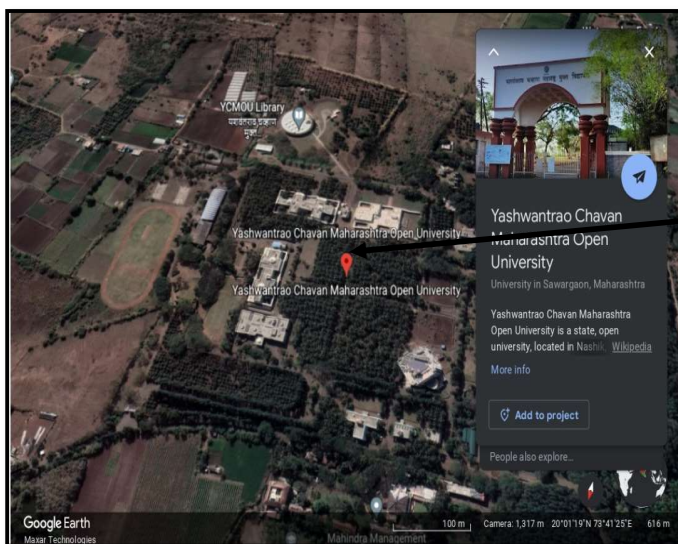 YCMOU Library
यशवंतराव चव्हाण
मुक्त...
Yashwantrao Chavan Maharashtra Open University
Yashwantrao Chavan Maharashtra Open University
Mahindra Management
Google Earth
Maxar Technologies
100 m
Camera: 1,317 m 20°01'19"N 73°41'25"E 616 m
Yashwantrao Chavan
Maharashtra Open
University
University in Sawargaon, Maharashtra
Yashwantrao Chavan Maharashtra
Open University is a state, open
university, located in Nashik, Wikipedia
More info
Add to project
People also explore...